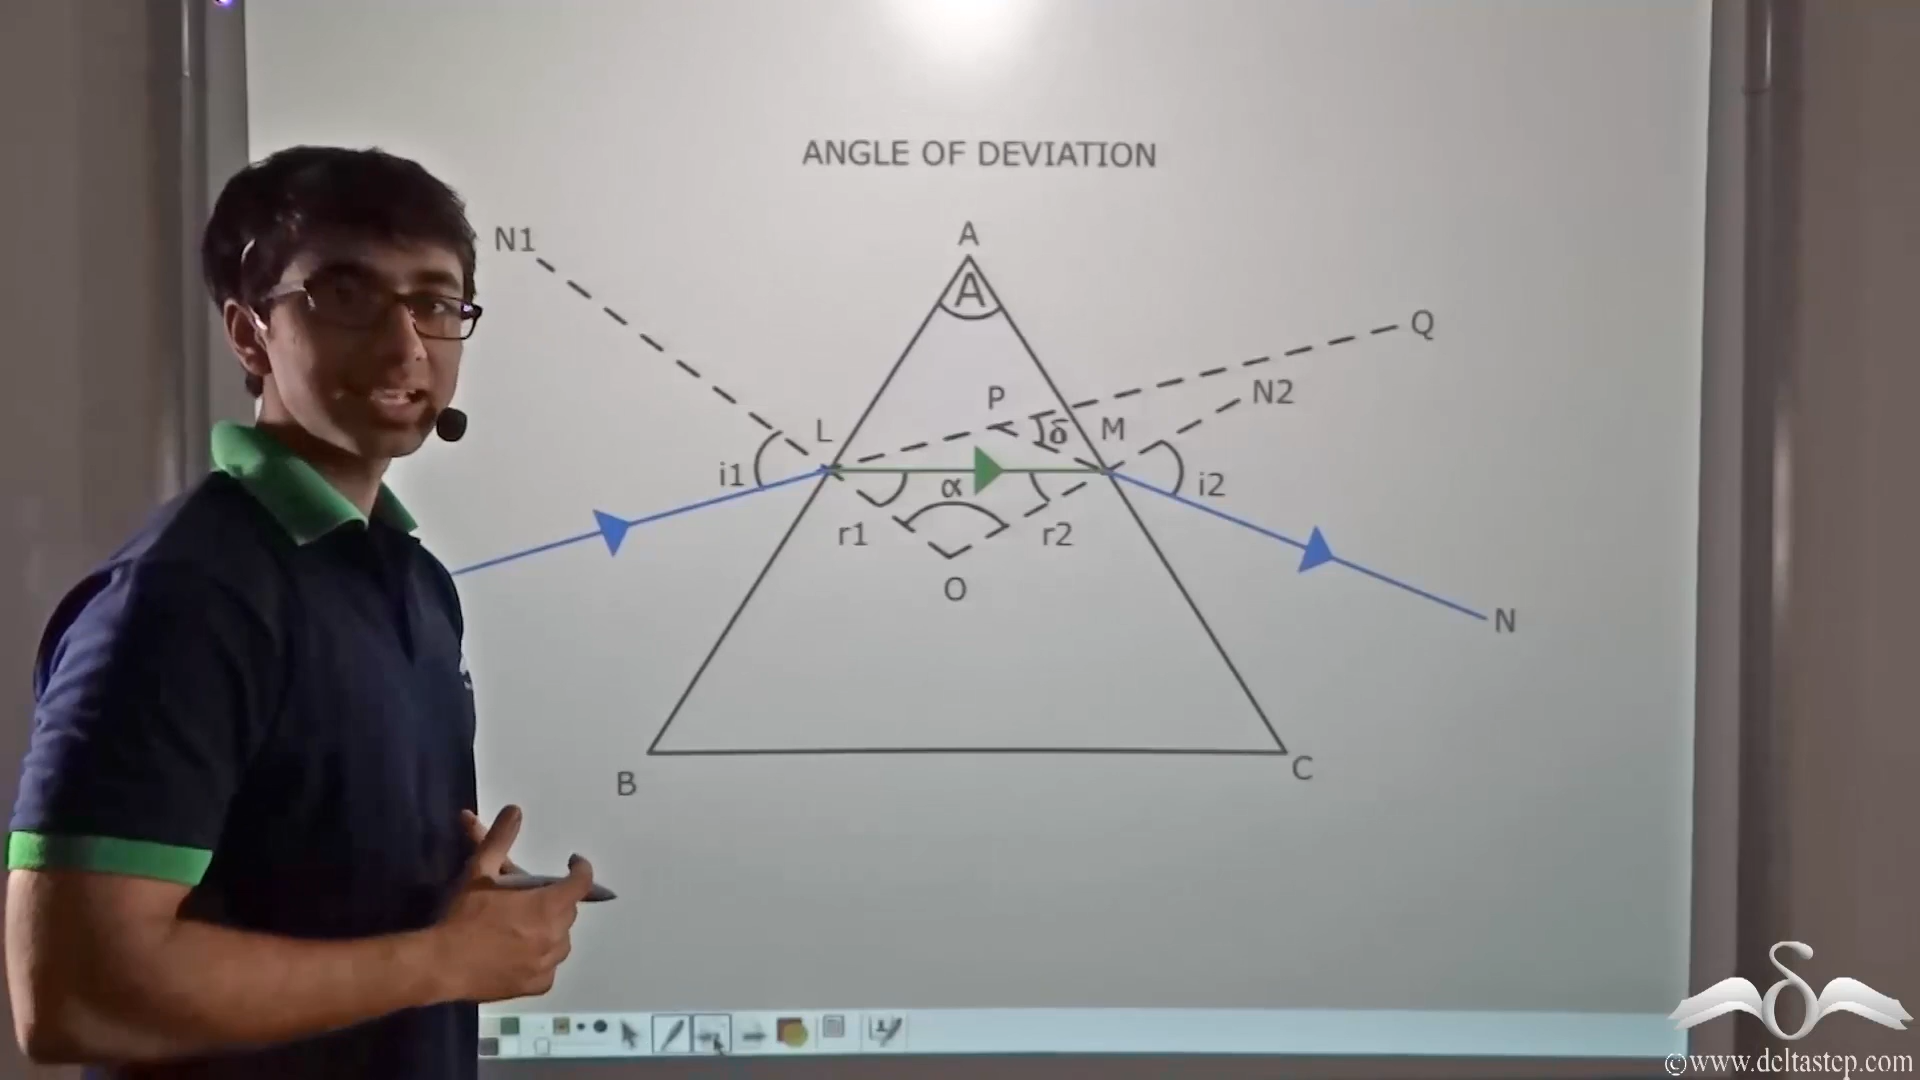 ANGLE OF DEVIATION
N1
A
A
Q
P
N2
L
δ
M
i1
α
i2
r1
r2
O
N
B
C
©www.deltastep.com